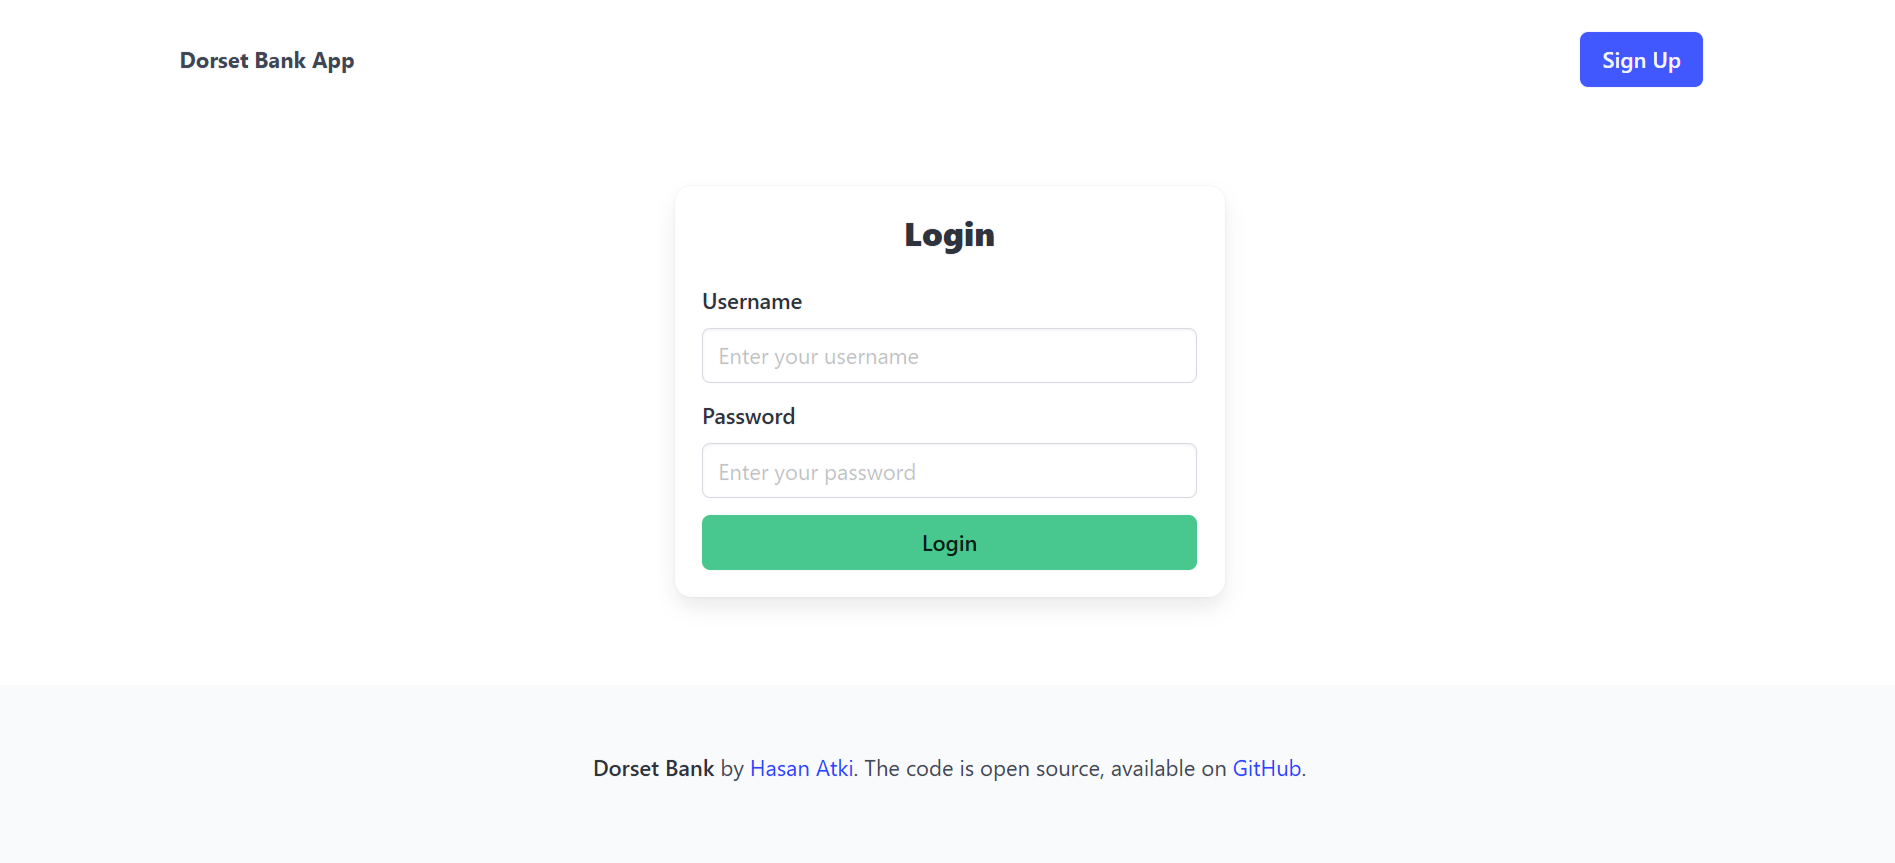 Dorset Bank App
Sign Up
Login
Username
Enter your username
Password
Enter your password
Login
Dorset Bank by Hasan Atki. The code is open source, available on GitHub.